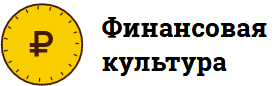 ₽
Финансовая
культура